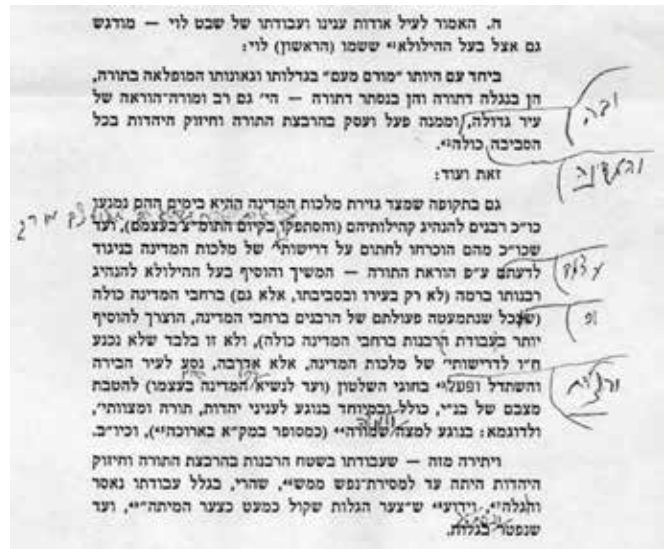 ח. האמור לעיל אודות ענינו ועבודתו של שבט לוי — מודגש
גם אצל בעל ההילולא ששמו (הראשון) לוי:
ביחד עם היותו "מורם מעם" בגדלותו וגאונותו המופלאה בתורה,
הן בנגלה דתורה והן בנסתר דתורה — הי' גם רב ומורה־הוראה של
עיר גדולה, וממנה פעל ועסק בהרבצת התורה וחיזוק היהדות בכל
ובה
הסביבה כולה.
והמדינה
זאת ועוד:
גם בתקופה שמצד גזירת מלכות המדינה ההיא בימים ההם נמנעו
כו"כ רבנים להנהיג קהילותיהם (והסתפקו בקיום התומ"צ בעצמם), ועד
שכו"כ מהם הוכרחו לחתום על דרישותי' של מלכות המדינה בניגוד
לדעתם ע"פ הוראת התורה — המשיך והוסיף בעל ההילולא להנהיג
רבנותו ברמה (לא רק בעירו ובסביבתו, אלא גם) ברחבי המדינה כולה
(שככל שנתמעטה פעולתם של הרבנים ברחבי המדינה, הוצרך להוסיף
יותר בעבודת הרבנות ברחבי המדינה כולה), ולא זו בלבד שלא נכנע
ח"ו לדרישותי' של מלכות המדינה, אלא אדרבה, נסע לעיר הבירה
והשתדל ופעל בחוגי השלטון (ועד לנשיא המדינה בעצמו) להטבת
מצבם של בנ"י, כולל ובמיוחד בנוגע לעניני יהדות, תורה ומצוותי',
ולדוגמא: בנוגע למצה שמורה (כמסופר במק"א בארוכה), וכיו"ב.
ויתירה מזה — שעבודתו בשטח הרבנות בהרבצת התורה וחיזוק
היהדות היתה עד למסירת־נפש ממש, שהרי, בגלל עבודתו נאסר
והגלה, וידוע ש"צער הגלות שקול כמעט כצער המיתה", ועד
שנפטר בגלות.